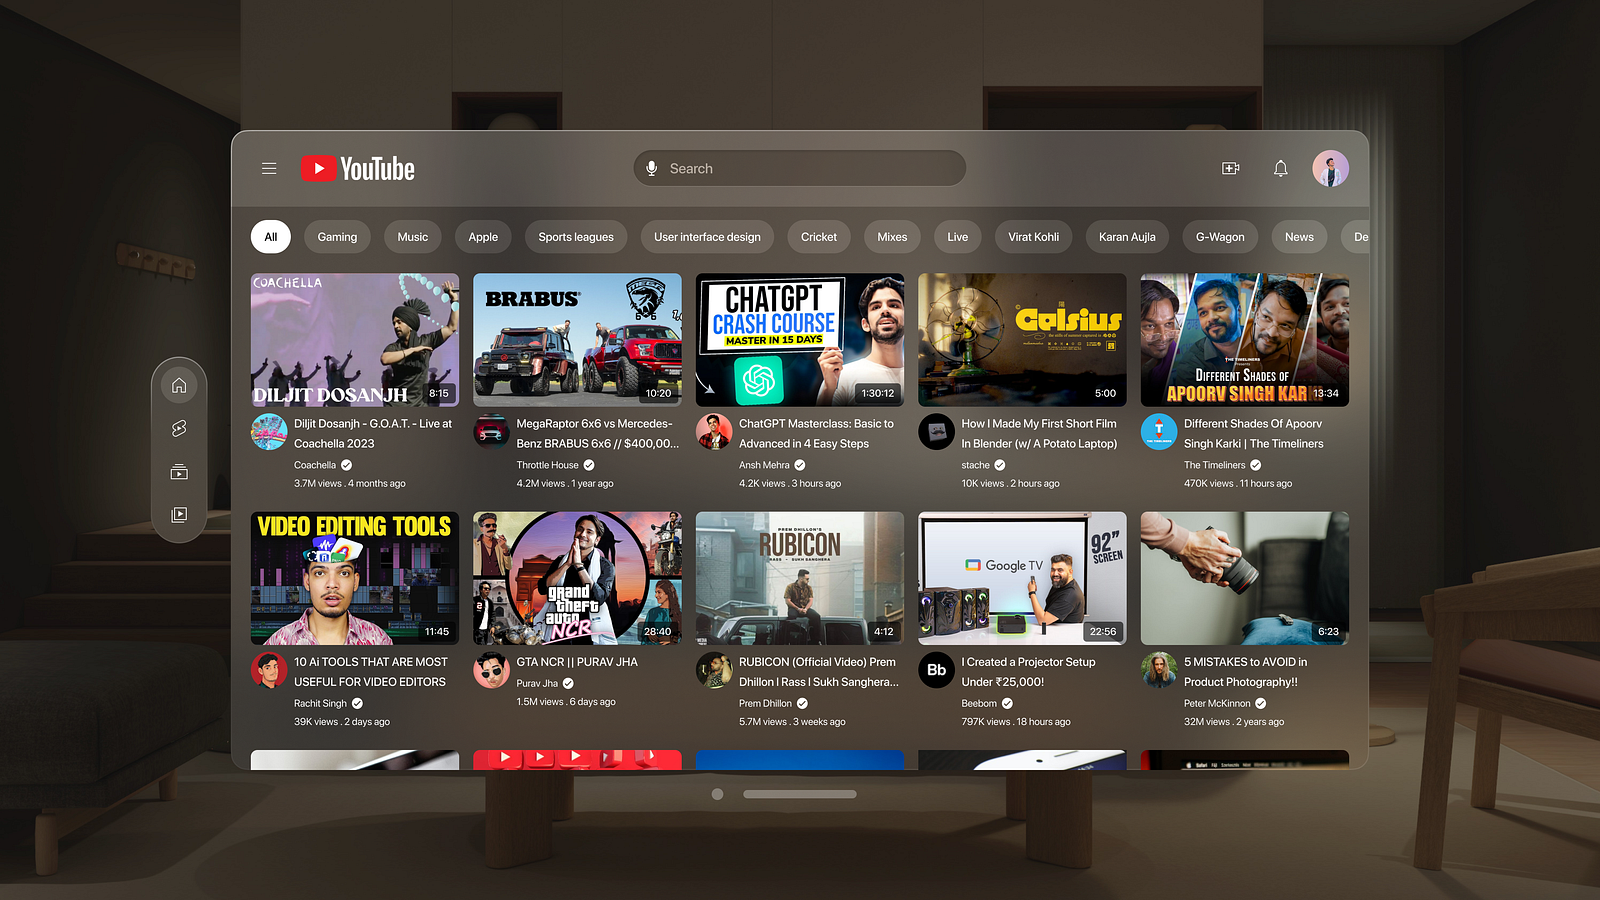 YouTube
Search
All
Gaming
Music
Apple
Sports leagues
User interface design
Cricket
Mixes
Live
Virat Kohli
Karan Aujla
G-Wagon
News
De
COACHELLA
DILJIT DOSANJH
8:15
BRABUS
10:20
CHATGPT
CRASH COURSE
MASTER IN 15 DAYS
1:30:12
Celsius
5:00
THE TIMELINERS
DIFFERENT SHADES OF
APOORV SINGH KAR
13:34
Diljit Dosanjh - G.O.A.T. - Live at
Coachella 2023
Coachella
3.7M views . 4 months ago
MegaRaptor 6x6 vs Mercedes-
Benz BRABUS 6x6 // $400,00...
Throttle House
4.2M views . 1 year ago
ChatGPT Masterclass: Basic to
Advanced in 4 Easy Steps
Ansh Mehra
4.2K views . 3 hours ago
How I Made My First Short Film
In Blender (w/ A Potato Laptop)
stache
10K views . 2 hours ago
Different Shades Of Apoorv
Singh Karki | The Timeliners
The Timeliners
470K views . 11 hours ago
VIDEO EDITING TOOLS
11:45
grand
theft
auto
NCR
28:40
PREM DHILLON'S
RUBICON
RASS • SUKH SANGHERA
4:12
Google TV
92”
SCREEN
22:56
6:23
10 Ai TOOLS THAT ARE MOST
USEFUL FOR VIDEO EDITORS
Rachit Singh
39K views . 2 days ago
GTA NCR || PURAV JHA
Purav Jha
1.5M views . 6 days ago
RUBICON (Official Video) Prem
Dhillon l Rass l Sukh Sanghera...
Prem Dhillon
5.7M views . 3 weeks ago
Bb
I Created a Projector Setup
Under ₹25,000!
Beebom
797K views . 18 hours ago
5 MISTAKES to AVOID in
Product Photography!!
Peter McKinnon
32M views . 2 years ago